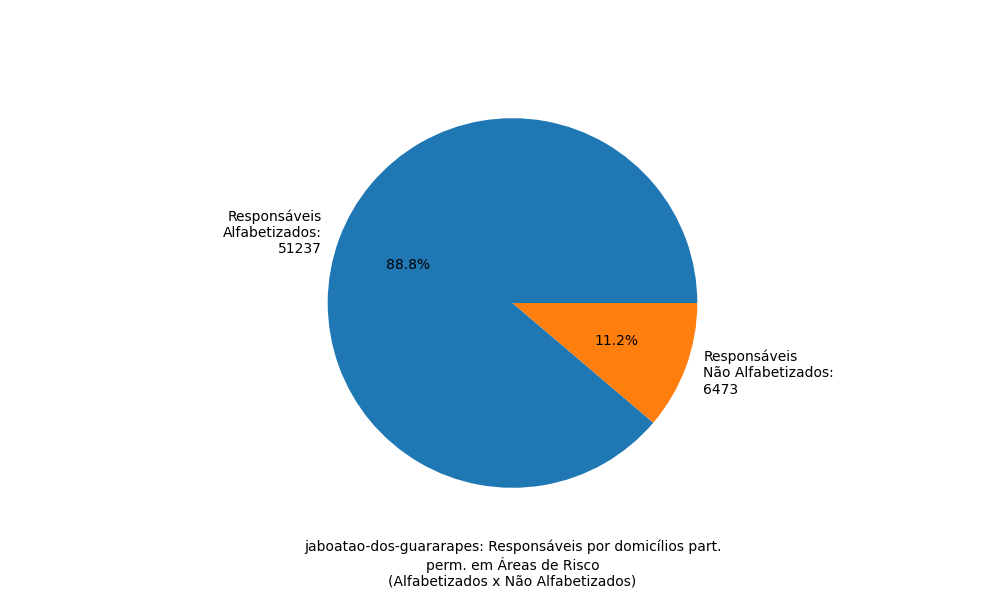 Responsáveis
Alfabetizados:
51237
88.8%
11.2%
Responsáveis
Não Alfabetizados:
6473
jaboatao-dos-guararapes: Responsáveis por domicílios part.
perm. em Áreas de Risco
(Alfabetizados x Não Alfabetizados)